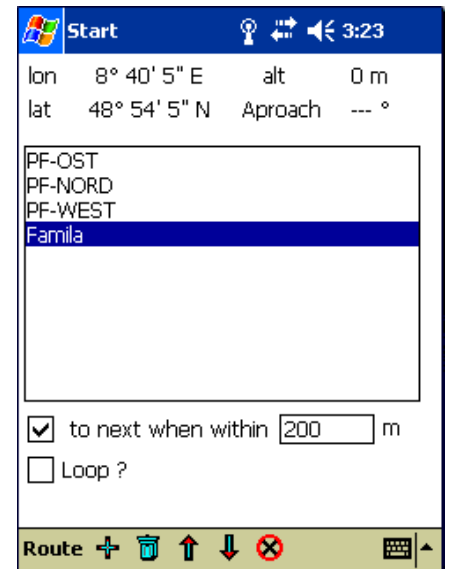 Start 3:23
lon 8° 40' 5" E alt 0 m
lat 48° 54' 5" N Aproach --- °
PF-OST
PF-NORD
PF-WEST
Famila
to next when within 200 m
Loop ?
Route